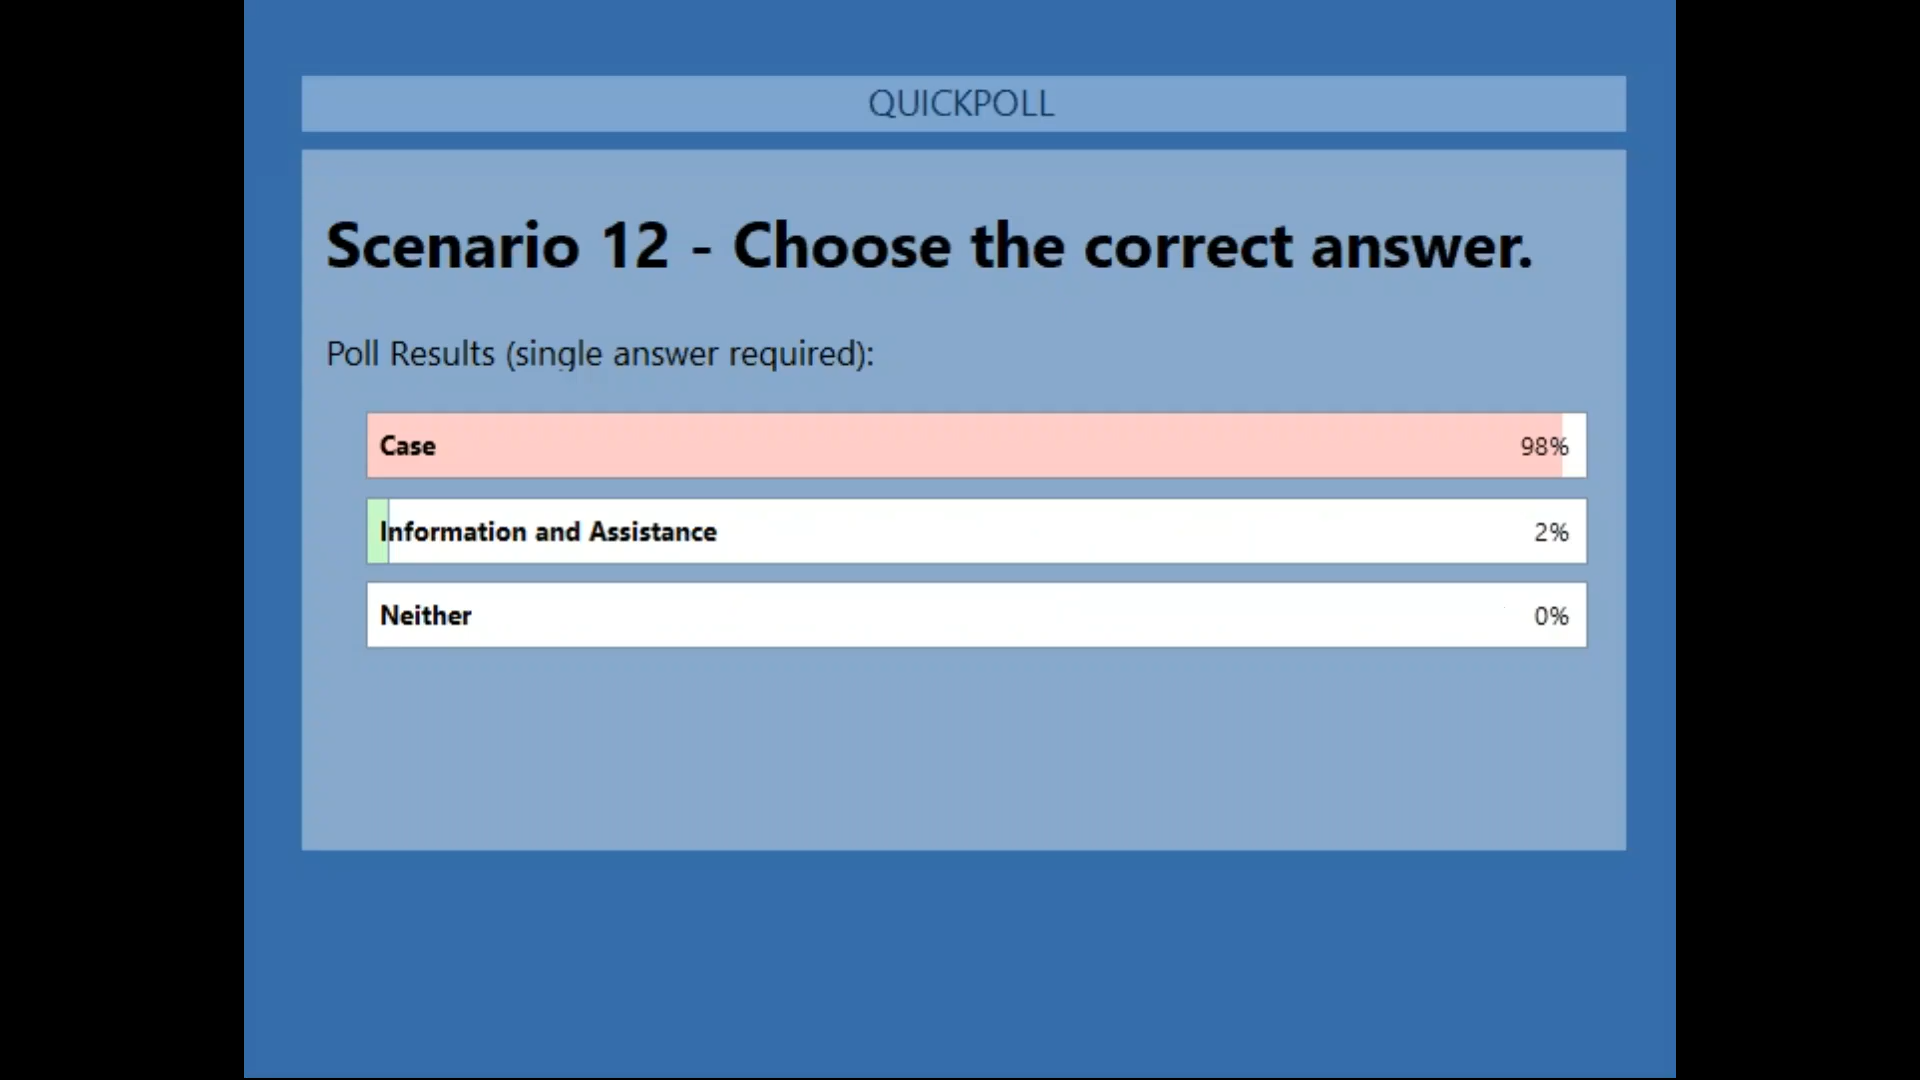 QUICKPOLL
Scenario 12 - Choose the correct answer.
Poll Results (single answer required):
Case 98%
Information and Assistance 2%
Neither 0%